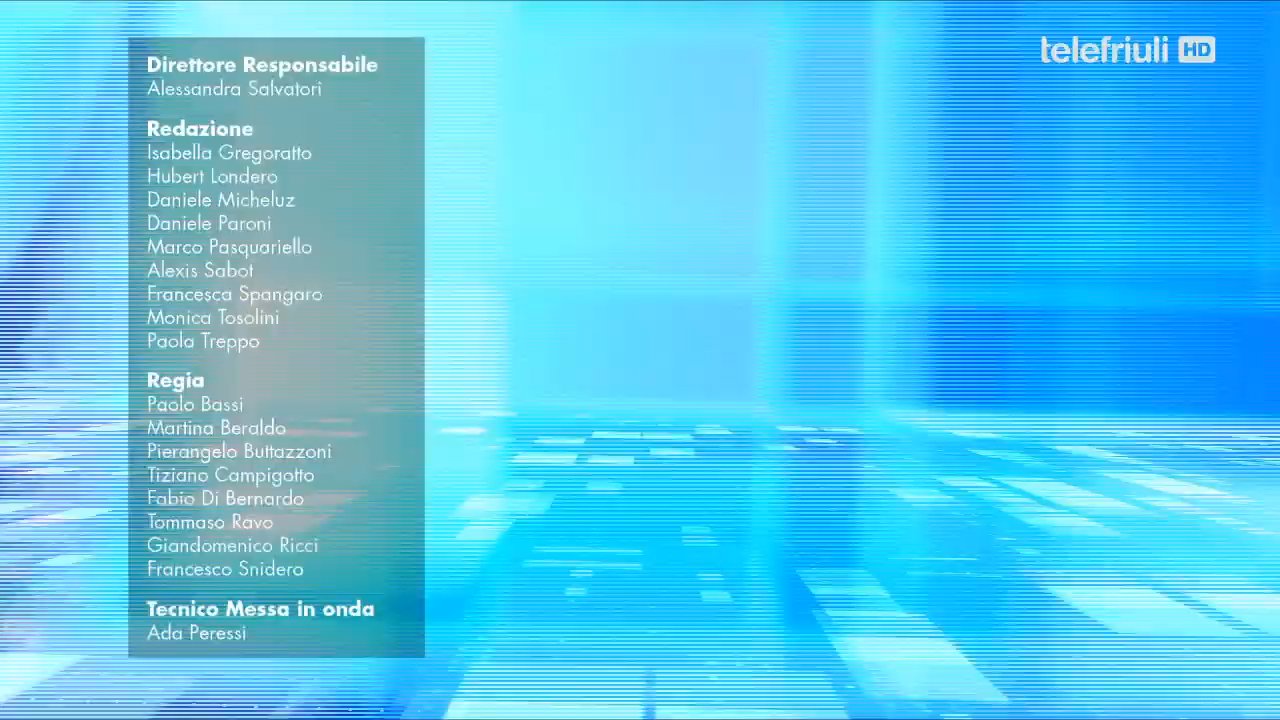 Direttore Responsabile
Alessandra Salvatori
Redazione
Isabella Gregoratto
Hubert Londero
Daniele Micheluz
Daniele Paroni
Marco Pasquariello
Alexis Sabot
Francesca Spangaro
Monica Tosolini
Paola Treppo
Regia
Paolo Bassi
Martina Beraldo
Pierangelo Buttazzoni
Tiziano Campigotto
Fabio Di Bernardo
Tommaso Ravo
Giandomenico Ricci
Francesco Snidero
Tecnico Messa in onda
Ada Peressi
telefriuli HD